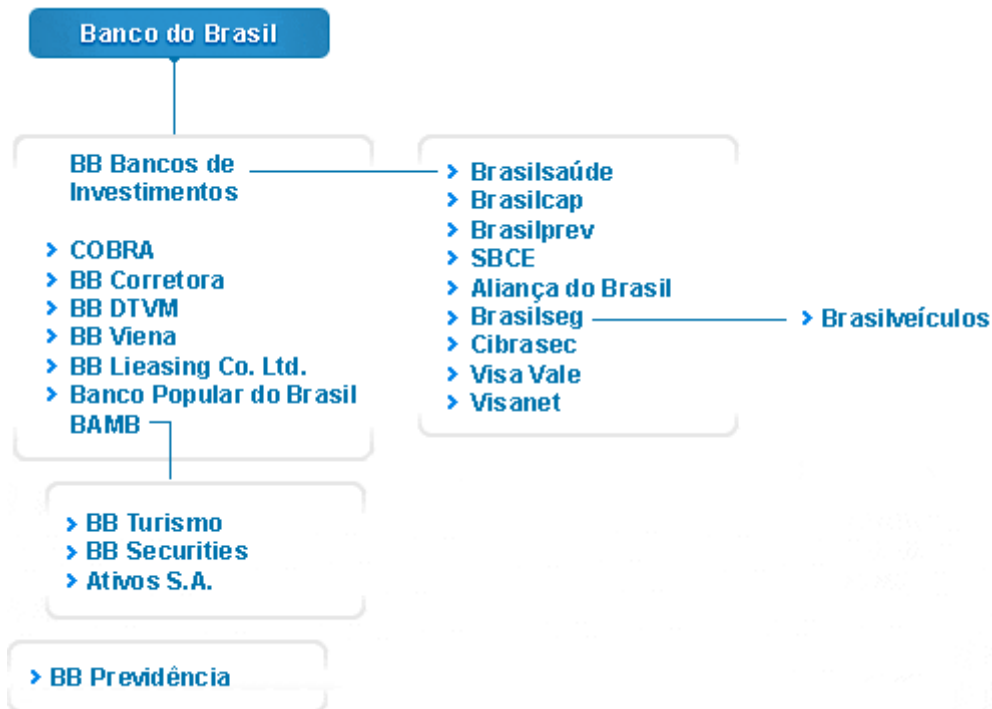 Banco do Brasil
BB Bancos de
Investimentos
COBRA
BB Corretora
BB DTVM
BB Viena
BB Lieasing Co. Ltd.
Banco Popular do Brasil
BAMB
Brasilsaúde
Brasilcap
Brasilprev
SBCE
Aliança do Brasil
Brasilseg
Cibrasec
Visa Vale
Visanet
Brasilveículos
BB Turismo
BB Securities
Ativos S.A.
BB Previdência